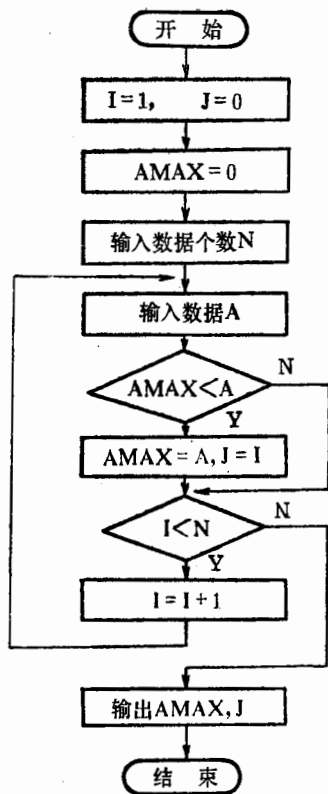 开 始
I=1, J=0
AMAX=0
输入数据个数N
输入数据A
N
AMAX<A
Y
AMAX=A, J=I
N
I<N
Y
I=I+1
输出AMAX, J
结 束